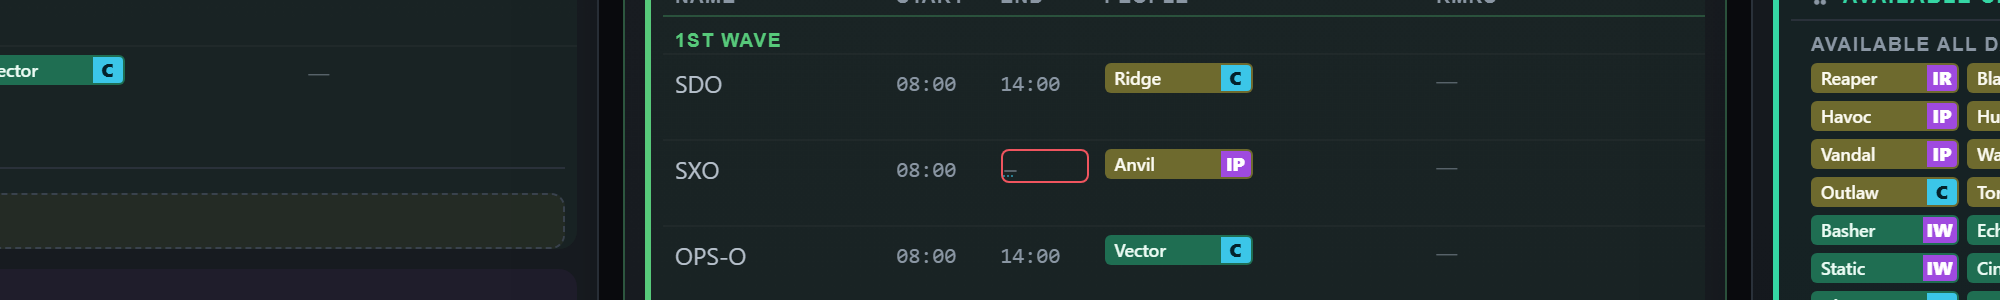 1ST WAVE
SDO 08:00 14:00 Ridge C —
SXO 08:00 — Anvil IP —
OPS-O 08:00 14:00 Vector C —
C —
AVAILABLE ALL
Reaper IR
Havoc IP
Vandal IP
Outlaw C
Basher IW
Static IW